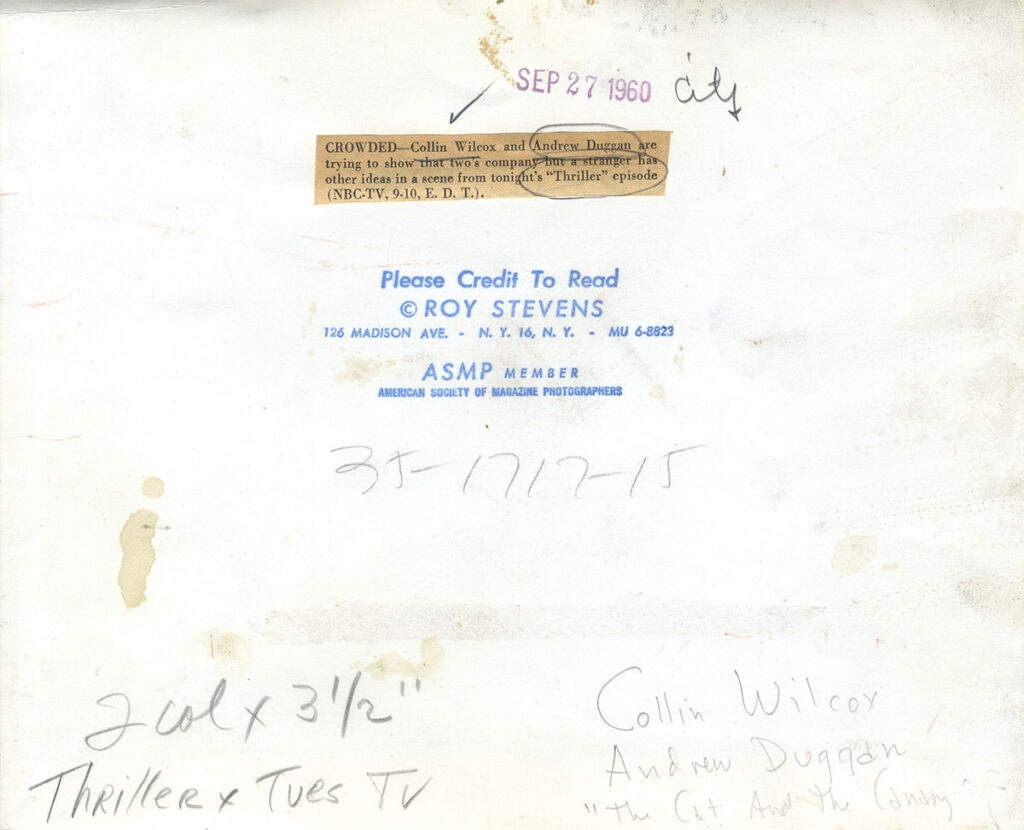 SEP 27 1960 city
CROWDED—Collin Wilcox and Andrew Duggan are
trying to show that two's company but a stranger has
other ideas in a scene from tonight's "Thriller" episode
(NBC-TV, 9-10, E. D. T.).
Please Credit To Read
© ROY STEVENS
126 MADISON AVE. - N. Y. 16, N. Y. - MU 6-8823
ASMP MEMBER
AMERICAN SOCIETY OF MAGAZINE PHOTOGRAPHERS
35-1717-15
2 col x 3 1/2"
Thriller x Tues TV
Collin Wilcox
Andrew Duggan
"The Cat And The Canary"